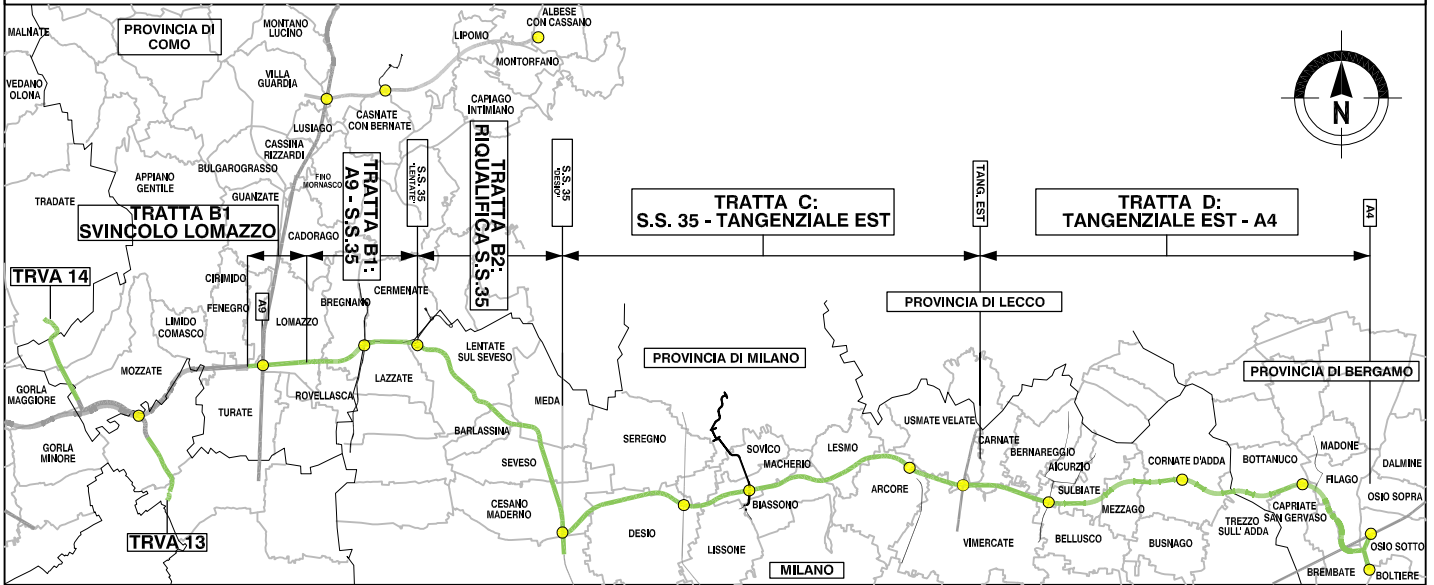 MALNATE
PROVINCIA DI
COMO
MONTANO
LUCINO
LIPOMO
ALBESE
CON CASSANO
MONTORFANO
VEDANO
OLONA
VILLA
GUARDIA
CASNATE
CON BERNATE
CAPIAGO
INTIMIANO
N
LUSIAGO
CASSINA
RIZZARDI
BULGAROGRASSO
FINO
MORNASCO
APPIANO
GENTILE
GUANZATE
TRADATE
TRATTA B1
SVINCOLO LOMAZZO
CADORAGO
TRATTA B1:
A9 - S.S.35
S.S. 35
"LENTATE"
TRATTA B2:
RIQUALIFICA S.S.35
S.S. 35
"DESIO"
TRATTA C:
S.S. 35 - TANGENZIALE EST
TANG. EST
TRATTA D:
TANGENZIALE EST - A4
A4
TRVA 14
CIRIMIDO
FENEGRO
A9
LOMAZZO
BREGNANO
CERMENATE
LIMIDO
COMASCO
MOZZATE
GORLA
MAGGIORE
GORLA
MINORE
TURATE
ROVELLASCA
LAZZATE
LENTATE
SUL SEVESO
BARLASSINA
MEDA
SEVESO
CESANO
MADERNO
TRVA 13
PROVINCIA DI MILANO
PROVINCIA DI LECCO
PROVINCIA DI BERGAMO
SEREGNO
DESIO
LISSONE
SOVICO
MACHERIO
BIASSONO
LESMO
ARCORE
USMATE VELATE
CARNATE
BERNAREGGIO
AICURZIO
SULBIATE
VIMERCATE
BELLUSCO
MEZZAGO
BUSNAGO
CORNATE D'ADDA
TREZZO
SULL' ADDA
BOTTANUCO
CAPRIATE
SAN GERVASO
MADONE
FILAGO
DALMINE
OSIO SOPRA
OSIO SOTTO
BREMBATE
BOLTIERE
MILANO